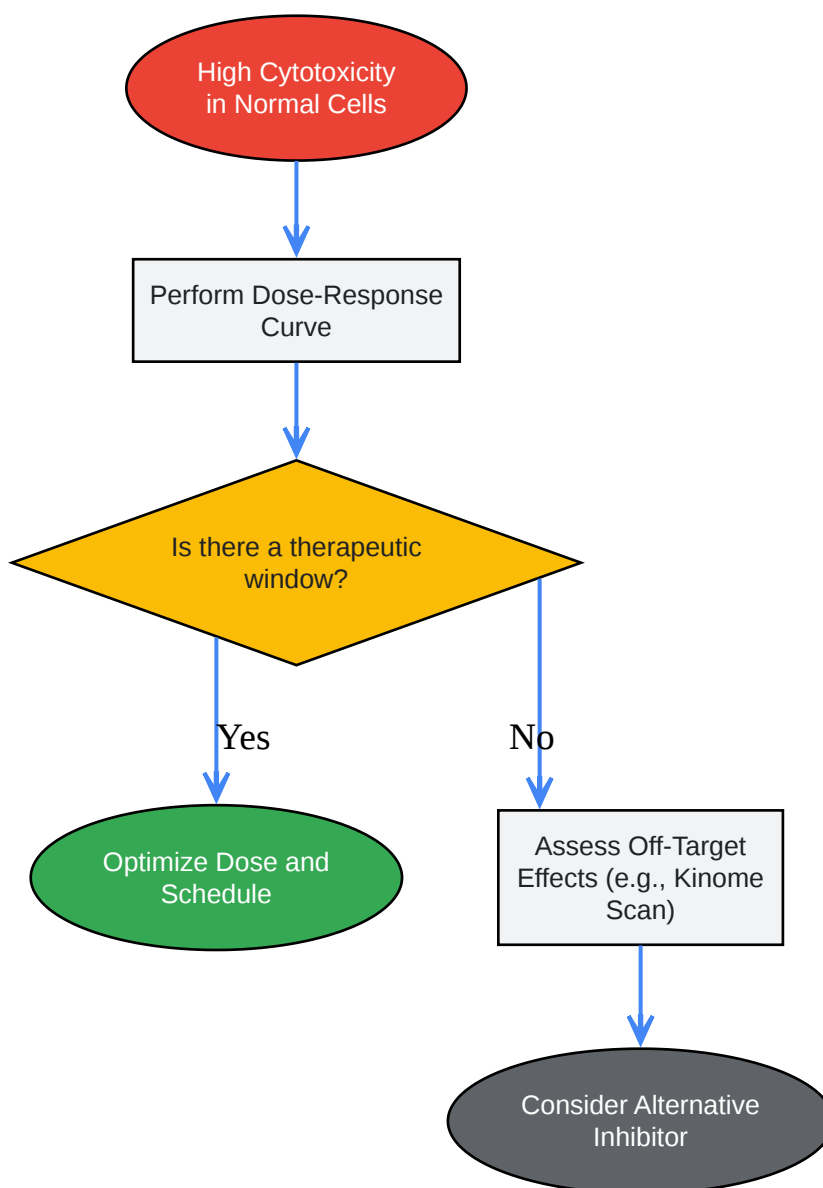 High Cytotoxicity
in Normal Cells
Perform Dose-Response
Curve
Is there a therapeutic
window?
Yes
No
Optimize Dose and
Schedule
Assess Off-Target
Effects (e.g., Kinome
Scan)
Consider Alternative
Inhibitor